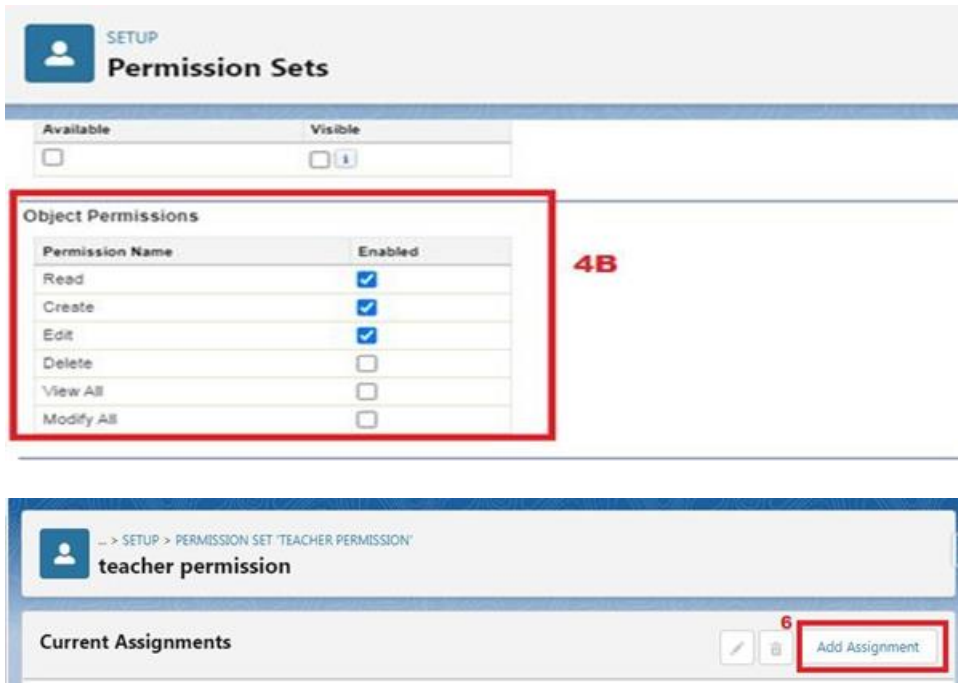 SETUP
Permission Sets
Available Visible
i
Object Permissions
Permission Name Enabled
4B
Read
Create
Edit
Delete
View All
Modify All
... > SETUP > PERMISSION SET 'TEACHER PERMISSION'
teacher permission
6
Current Assignments Add Assignment